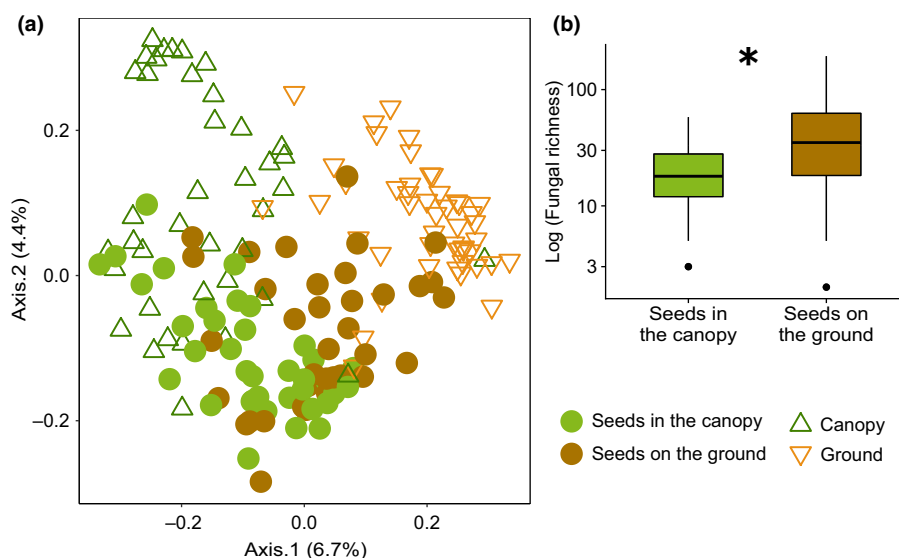 (a)
0.2
0.0
−0.2
Axis.2 (4.4%)
−0.2 0.0 0.2
Axis.1 (6.7%)
(b)
*
100
30
10
3
Log (Fungal richness)
Seeds in the canopy
Seeds on the ground
Seeds in the canopy
Seeds on the ground
Canopy
Ground